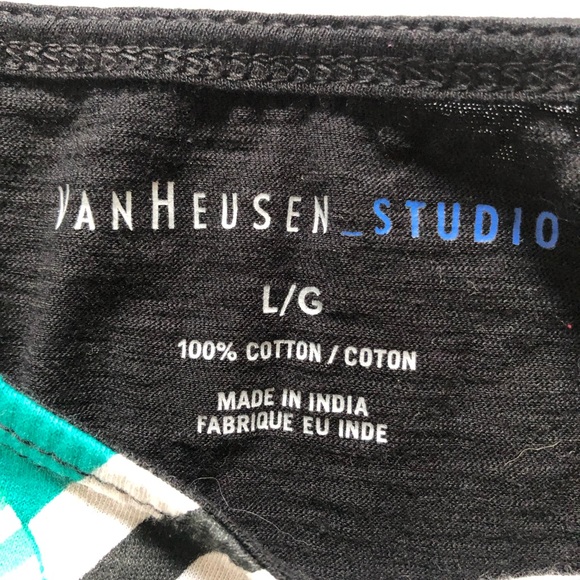 VANHEUSEN_STUDIO
L/G
100% COTTON / COTON
MADE IN INDIA
FABRIQUE EU INDE